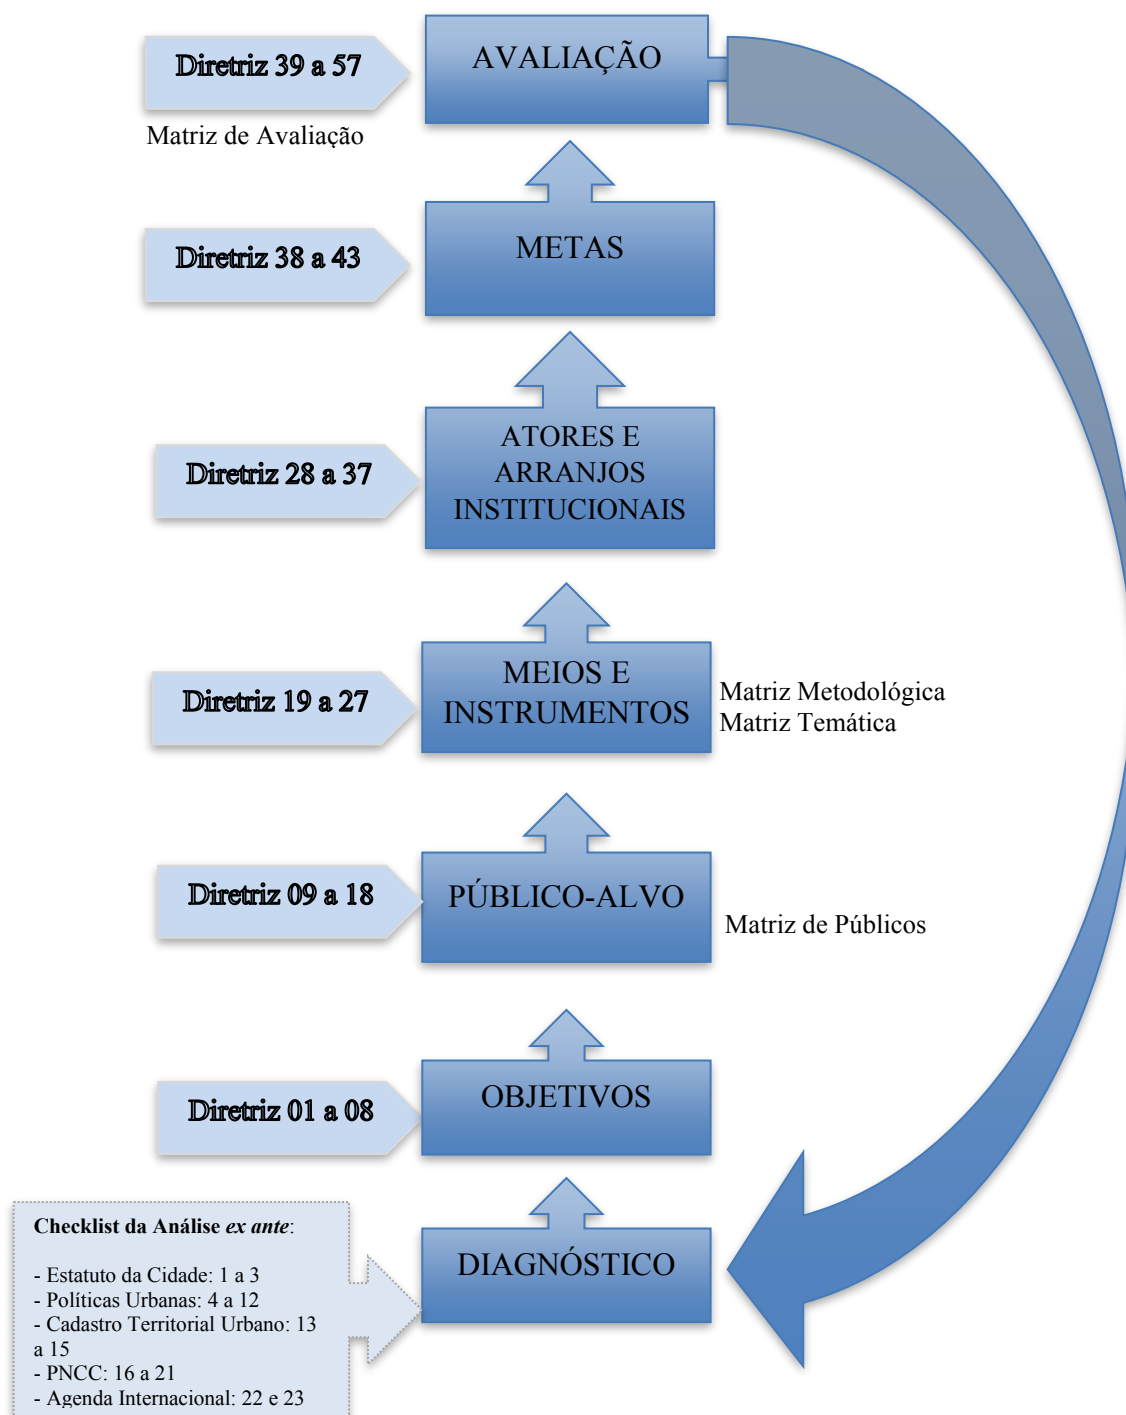 Diretriz 39 a 57
AVALIAÇÃO
Matriz de Avaliação
Diretriz 38 a 43
METAS
Diretriz 28 a 37
ATORES E
ARRANJOS
INSTITUCIONAIS
Diretriz 19 a 27
MEIOS E
INSTRUMENTOS
Matriz Metodológica
Matriz Temática
Diretriz 09 a 18
PÚBLICO-ALVO
Matriz de Públicos
Diretriz 01 a 08
OBJETIVOS
Checklist da Análise ex ante:
- Estatuto da Cidade: 1 a 3
- Políticas Urbanas: 4 a 12
- Cadastro Territorial Urbano: 13
a 15
- PNCC: 16 a 21
- Agenda Internacional: 22 e 23
DIAGNÓSTICO